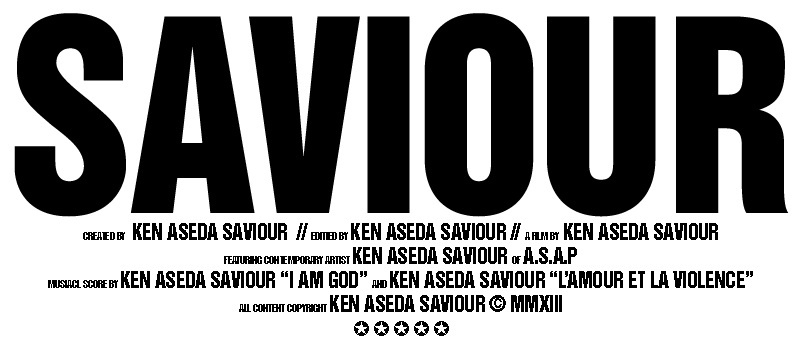 SAVIOUR
CREATED BY KEN ASEDA SAVIOUR // EDITED BY KEN ASEDA SAVIOUR // A FILM BY KEN ASEDA SAVIOUR
FEATURING CONTEMPORARY ARTIST KEN ASEDA SAVIOUR OF A.S.A.P
MUSIACL SCORE BY KEN ASEDA SAVIOUR “I AM GOD” AND KEN ASEDA SAVIOUR “L'AMOUR ET LA VIOLENCE”
ALL CONTENT COPYRIGHT KEN ASEDA SAVIOUR © MMXIII
✪ ✪ ✪ ✪ ✪